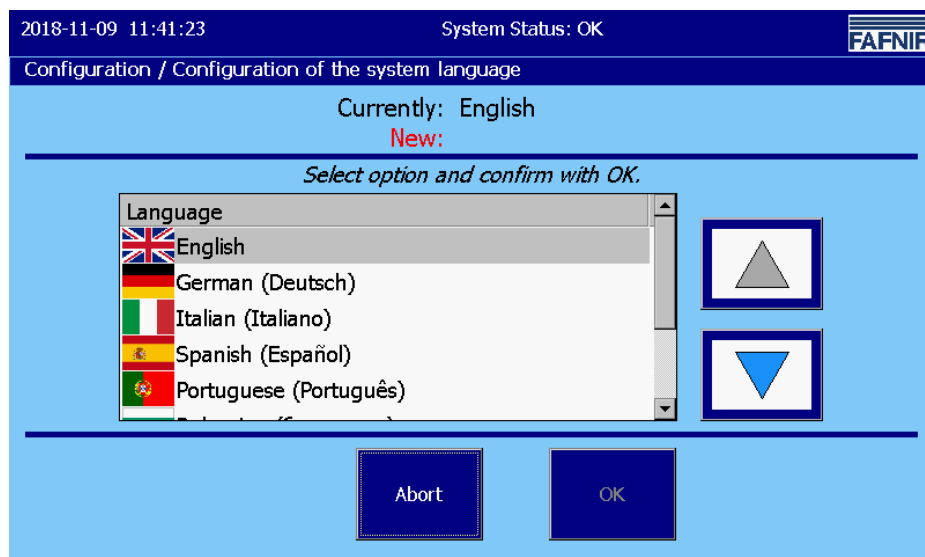 2018-11-09 11:41:23 System Status: OK
FAFNIR
Configuration / Configuration of the system language
Currently: English
New:
Select option and confirm with OK.
Language
English
German (Deutsch)
Italian (Italiano)
Spanish (Español)
Portuguese (Português)
Abort OK